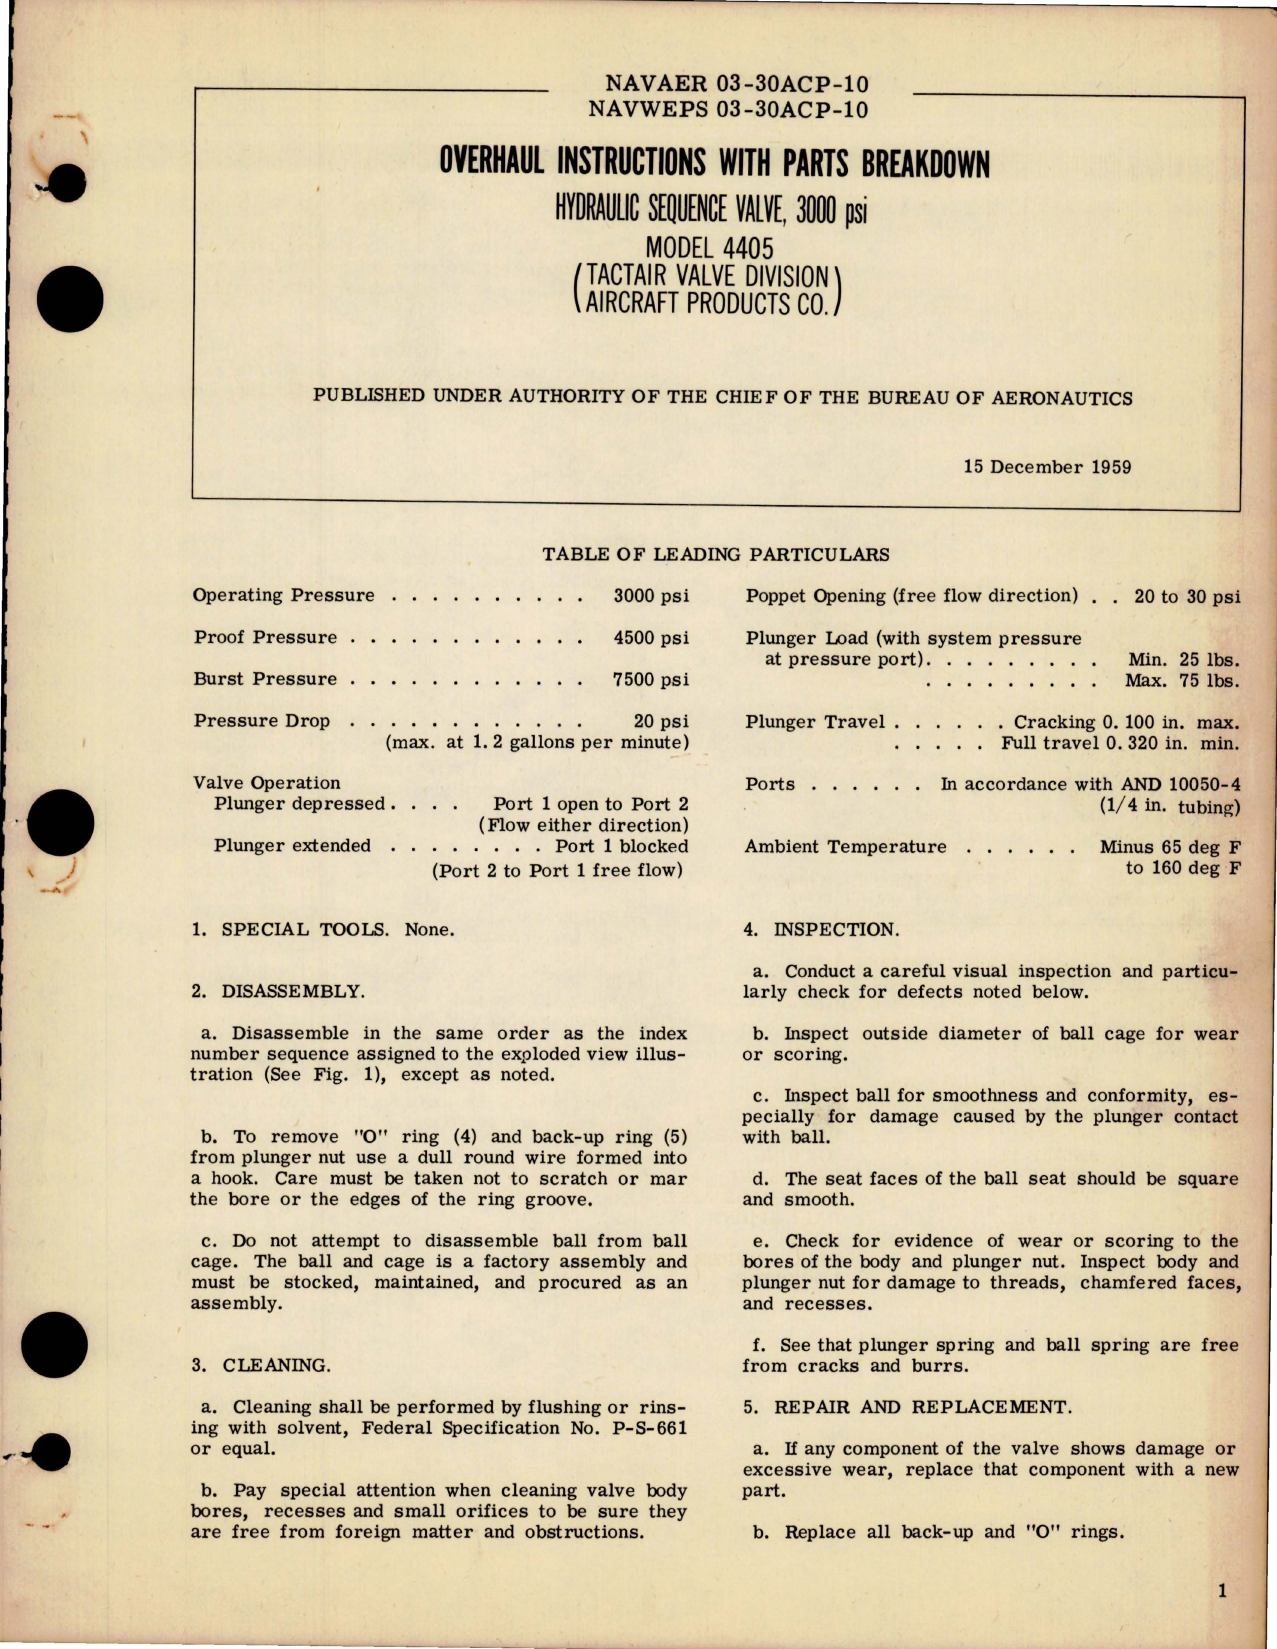 NAVAER 03-30ACP-10
NAVWEPS 03-30ACP-10
OVERHAUL INSTRUCTIONS WITH PARTS BREAKDOWN
HYDRAULIC SEQUENCE VALVE, 3000 psi
MODEL 4405
(TACTAIR VALVE DIVISION
AIRCRAFT PRODUCTS CO.)
PUBLISHED UNDER AUTHORITY OF THE CHIEF OF THE BUREAU OF AERONAUTICS
15 December 1959
TABLE OF LEADING PARTICULARS
Operating Pressure . . . . . . . . . . 3000 psi
Proof Pressure . . . . . . . . . . . . 4500 psi
Burst Pressure . . . . . . . . . . . . 7500 psi
Pressure Drop . . . . . . . . . . . . 20 psi
(max. at 1.2 gallons per minute)
Valve Operation
Plunger depressed . . . . Port 1 open to Port 2
(Flow either direction)
Plunger extended . . . . . . . . Port 1 blocked
(Port 2 to Port 1 free flow)
Poppet Opening (free flow direction) . . 20 to 30 psi
Plunger Load (with system pressure
at pressure port). . . . . . . . . Min. 25 lbs.
. . . . . . . . . Max. 75 lbs.
Plunger Travel . . . . . . Cracking 0.100 in. max.
. . . . . Full travel 0.320 in. min.
Ports . . . . . . In accordance with AND 10050-4
(1/4 in. tubing)
Ambient Temperature . . . . . . Minus 65 deg F
to 160 deg F
1. SPECIAL TOOLS. None.
2. DISASSEMBLY.
a. Disassemble in the same order as the index
number sequence assigned to the exploded view illus-
tration (See Fig. 1), except as noted.
b. To remove "O" ring (4) and back-up ring (5)
from plunger nut use a dull round wire formed into
a hook. Care must be taken not to scratch or mar
the bore or the edges of the ring groove.
c. Do not attempt to disassemble ball from ball
cage. The ball and cage is a factory assembly and
must be stocked, maintained, and procured as an
assembly.
3. CLEANING.
a. Cleaning shall be performed by flushing or rins-
ing with solvent, Federal Specification No. P-S-661
or equal.
b. Pay special attention when cleaning valve body
bores, recesses and small orifices to be sure they
are free from foreign matter and obstructions.
4. INSPECTION.
a. Conduct a careful visual inspection and particu-
larly check for defects noted below.
b. Inspect outside diameter of ball cage for wear
or scoring.
c. Inspect ball for smoothness and conformity, es-
pecially for damage caused by the plunger contact
with ball.
d. The seat faces of the ball seat should be square
and smooth.
e. Check for evidence of wear or scoring to the
bores of the body and plunger nut. Inspect body and
plunger nut for damage to threads, chamfered faces,
and recesses.
f. See that plunger spring and ball spring are free
from cracks and burrs.
5. REPAIR AND REPLACEMENT.
a. If any component of the valve shows damage or
excessive wear, replace that component with a new
part.
b. Replace all back-up and "O" rings.
1